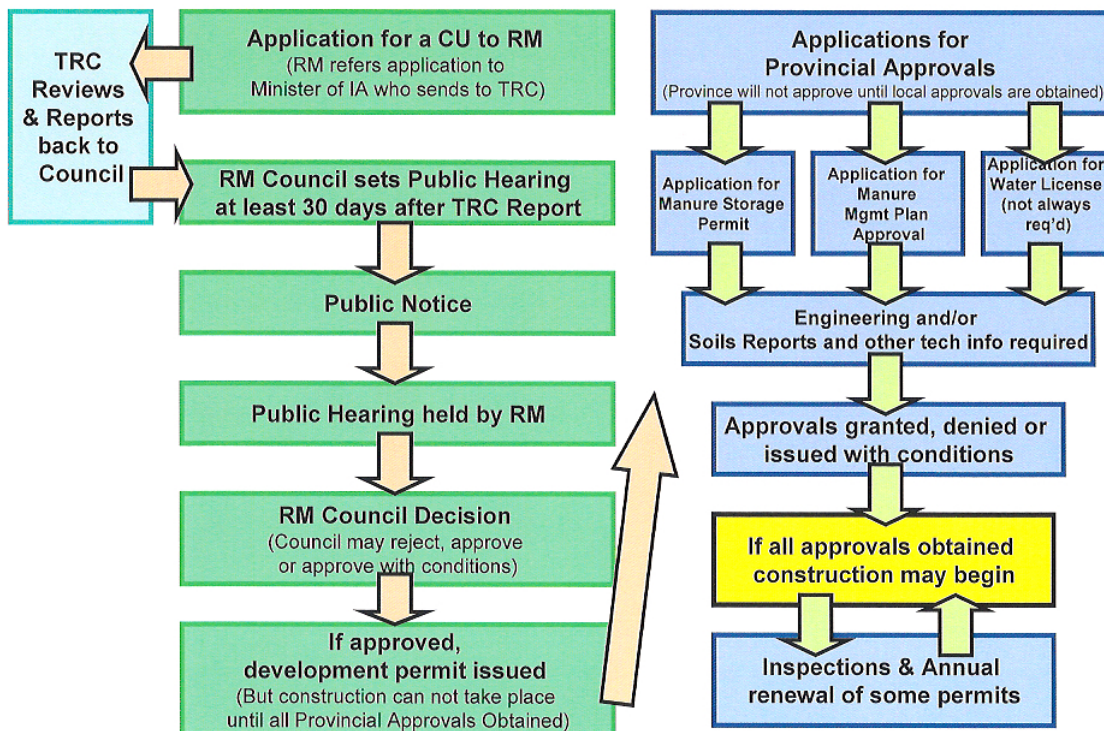 TRC
Reviews
& Reports
back to
Council
Application for a CU to RM
(RM refers application to
Minister of IA who sends to TRC)
RM Council sets Public Hearing
at least 30 days after TRC Report
Public Notice
Public Hearing held by RM
RM Council Decision
(Council may reject, approve
or approve with conditions)
If approved,
development permit issued
(But construction can not take place
until all Provincial Approvals Obtained)
Applications for
Provincial Approvals
(Province will not approve until local approvals are obtained)
Application for
Manure Storage
Permit
Application for
Manure
Mgmt Plan
Approval
Application for
Water License
(not always
req'd)
Engineering and/or
Soils Reports and other tech info required
Approvals granted, denied or
issued with conditions
If all approvals obtained
construction may begin
Inspections & Annual
renewal of some permits